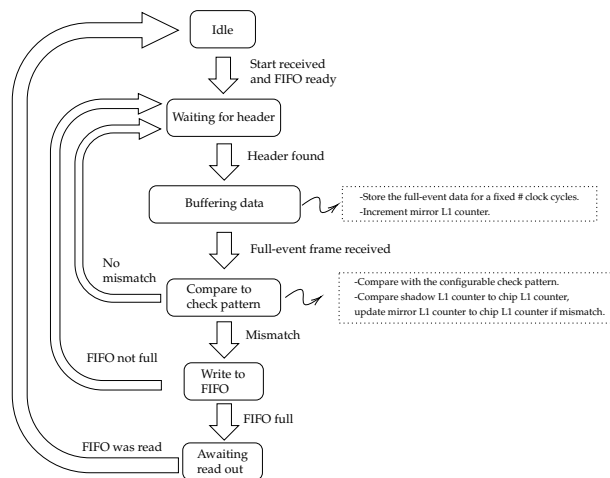 Idle
Start received
and FIFO ready
Waiting for header
Header found
Buffering data
-Store the full-event data for a fixed # clock cycles.
-Increment mirror L1 counter.
Full-event frame received
No
mismatch
Compare to
check pattern
-Compare with the configurable check pattern.
-Compare shadow L1 counter to chip L1 counter,
update mirror L1 counter to chip L1 counter if mismatch.
Mismatch
FIFO not full
Write to
FIFO
FIFO full
FIFO was read
Awaiting
read out